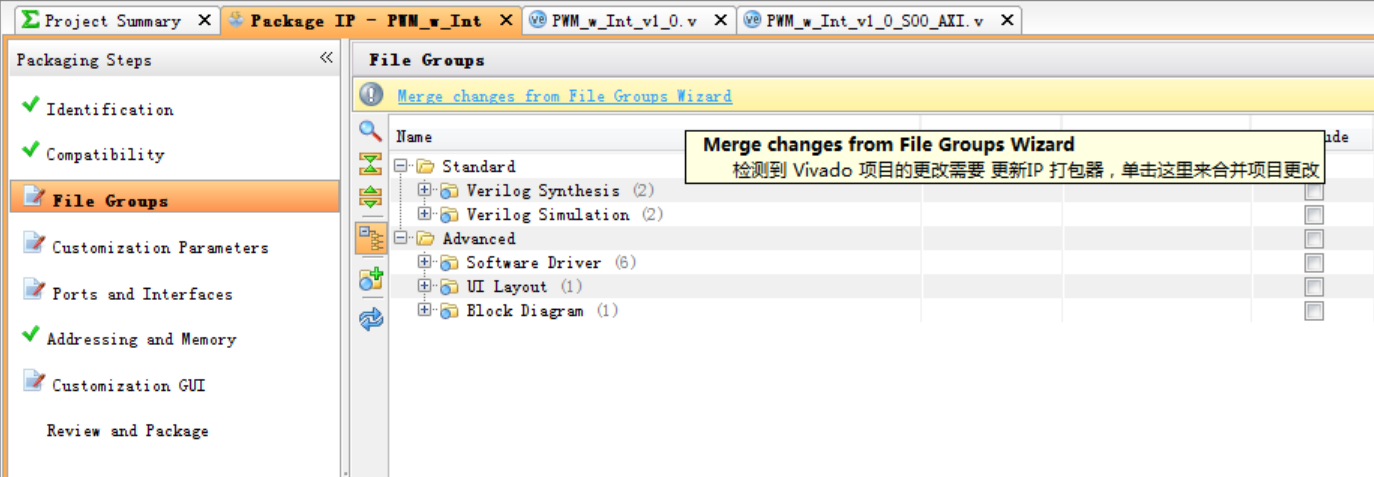 Project Summary
Package IP - PWM_w_Int
PWM_w_Int_v1_0.v
PWM_w_Int_v1_0_S00_AXI.v
Packaging Steps
Identification
Compatibility
File Groups
Customization Parameters
Ports and Interfaces
Addressing and Memory
Customization GUI
Review and Package
File Groups
Merge changes from File Groups Wizard
Name
Merge changes from File Groups Wizard
检测到 Vivado 项目的更改需要 更新IP 打包器，单击这里来合并项目更改
Standard
Verilog Synthesis (2)
Verilog Simulation (2)
Advanced
Software Driver (6)
UI Layout (1)
Block Diagram (1)